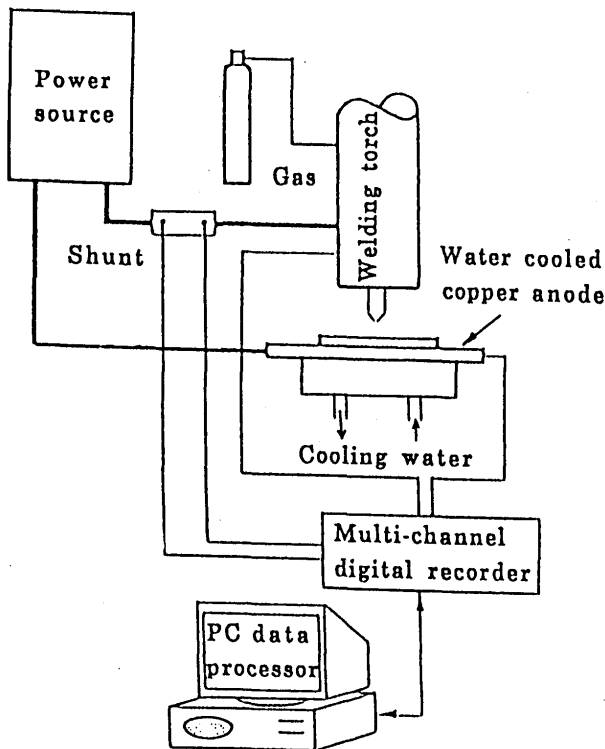 Power
source
Gas
Welding torch
Shunt
Water cooled
copper anode
Cooling water
Multi-channel
digital recorder
PC data
processor